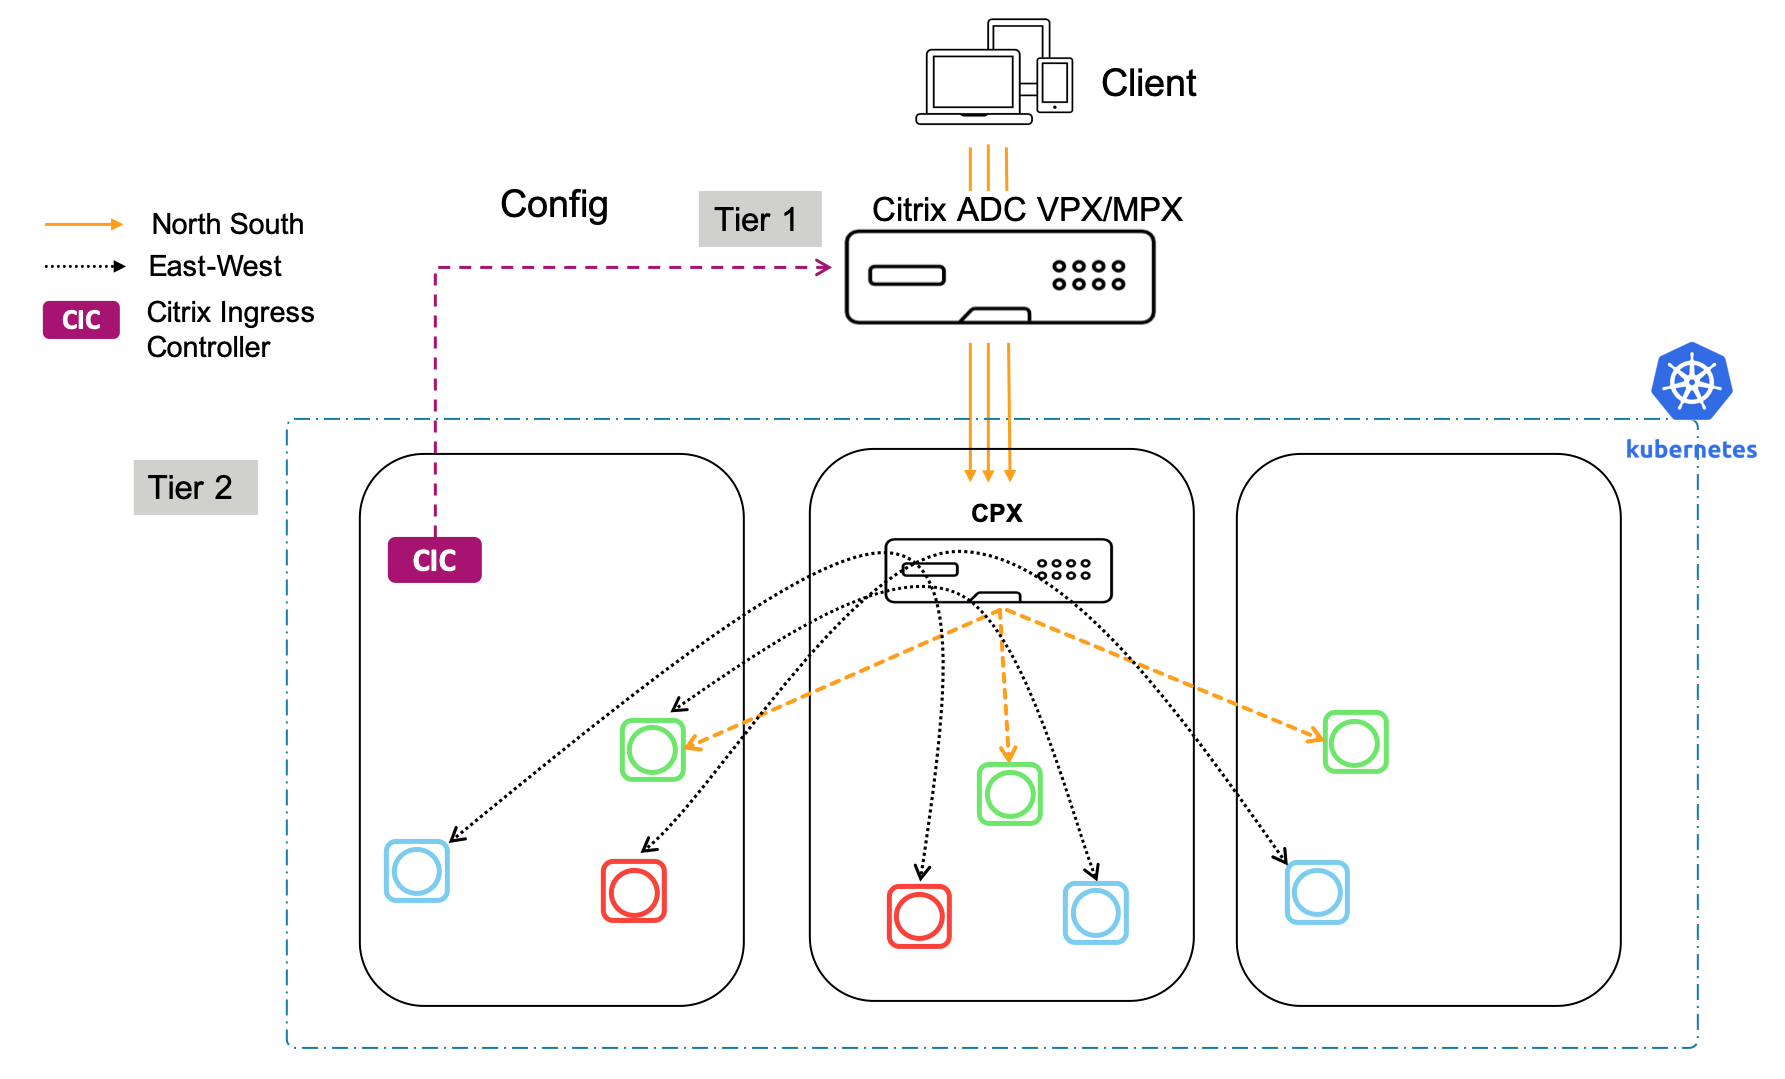 Client
Config
Tier 1
Citrix ADC VPX/MPX
North South
East-West
CIC
Citrix Ingress
Controller
kubernetes
Tier 2
CPX
CIC